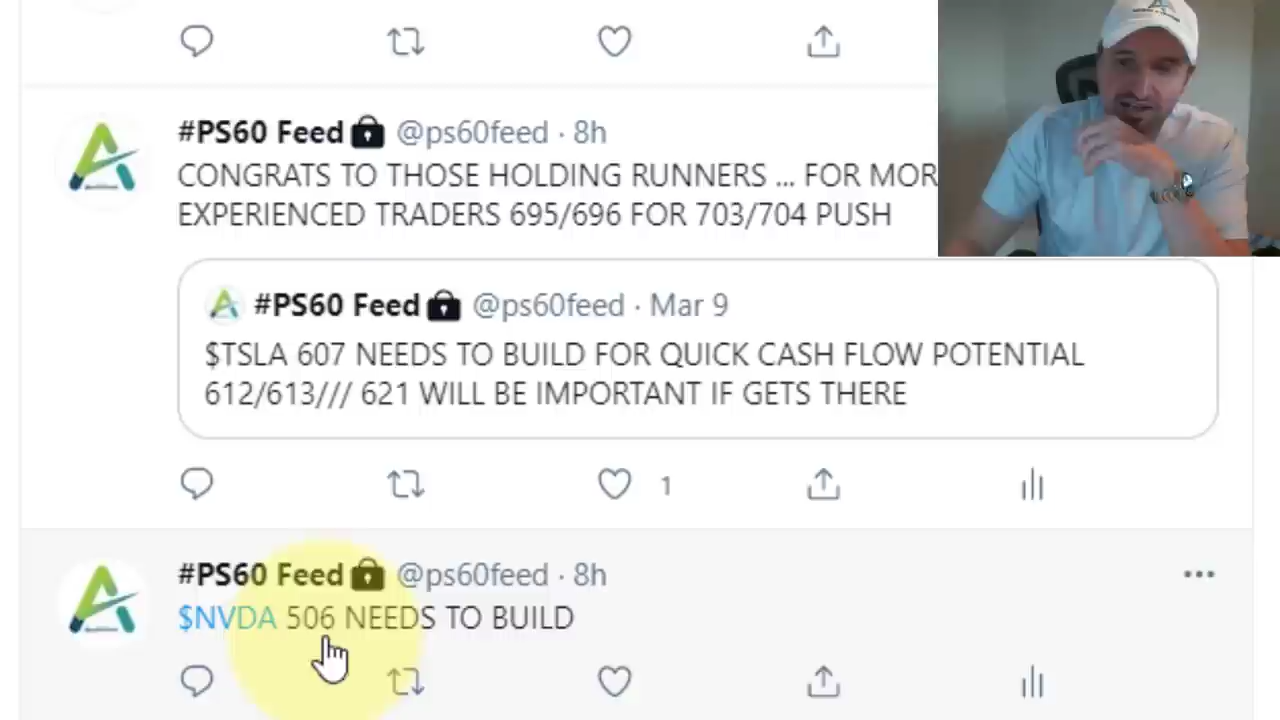 #PS60 Feed @ps60feed · 8h
CONGRATS TO THOSE HOLDING RUNNERS ... FOR MOR
EXPERIENCED TRADERS 695/696 FOR 703/704 PUSH
#PS60 Feed @ps60feed · Mar 9
$TSLA 607 NEEDS TO BUILD FOR QUICK CASH FLOW POTENTIAL
612/613/// 621 WILL BE IMPORTANT IF GETS THERE
1
#PS60 Feed @ps60feed · 8h
$NVDA 506 NEEDS TO BUILD